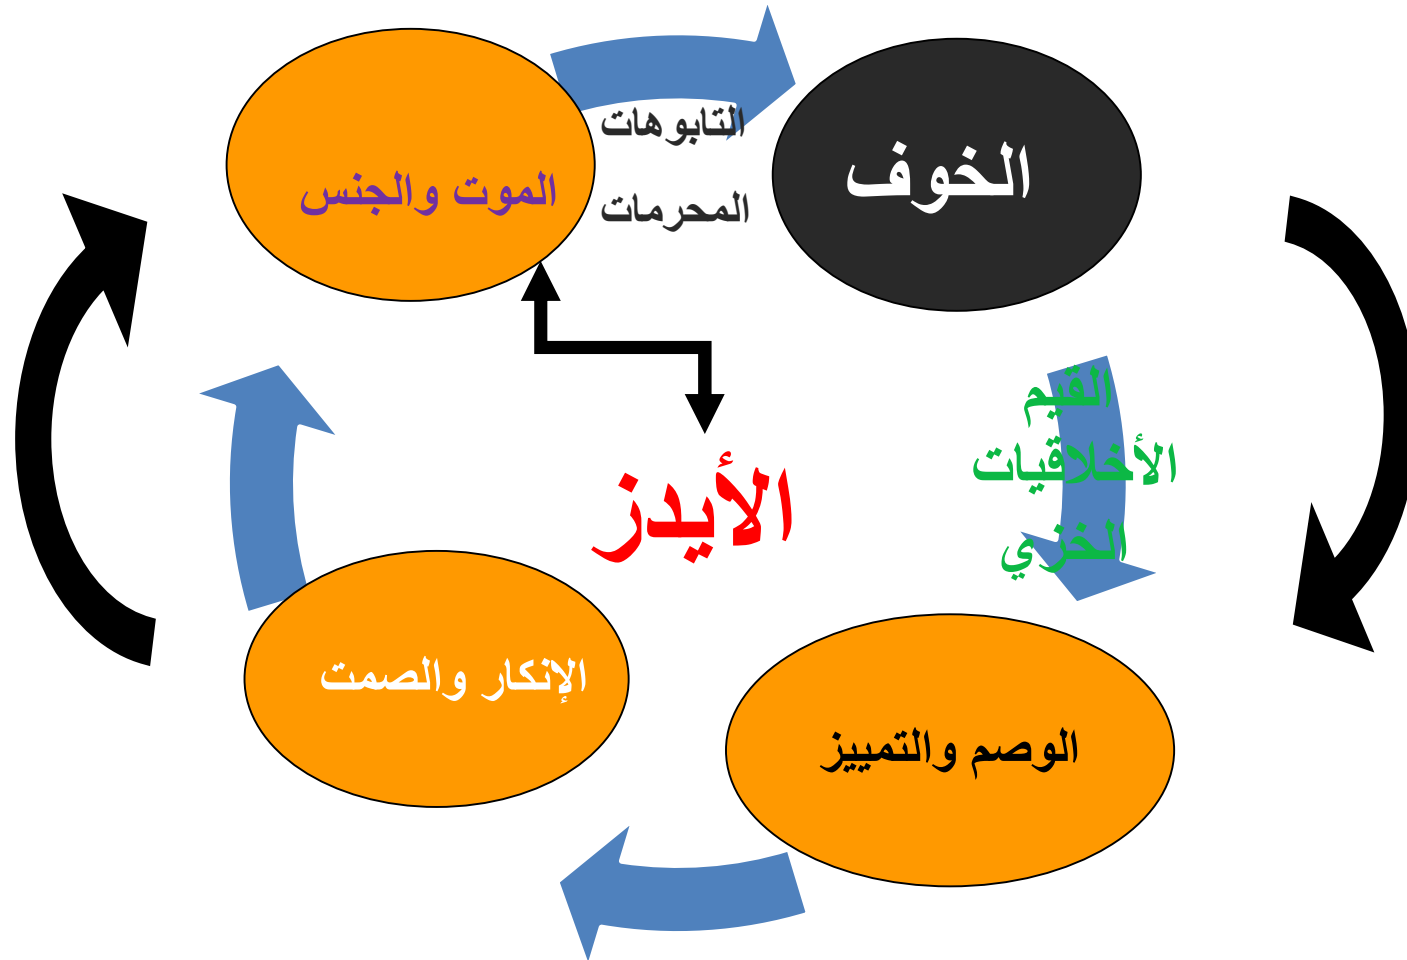 الخوف
التابوهات
المحرمات
الموت والجنس
القيم
الأخلاقيات
الخزي
الأيدز
الإنكار والصمت
الوصم والتمييز